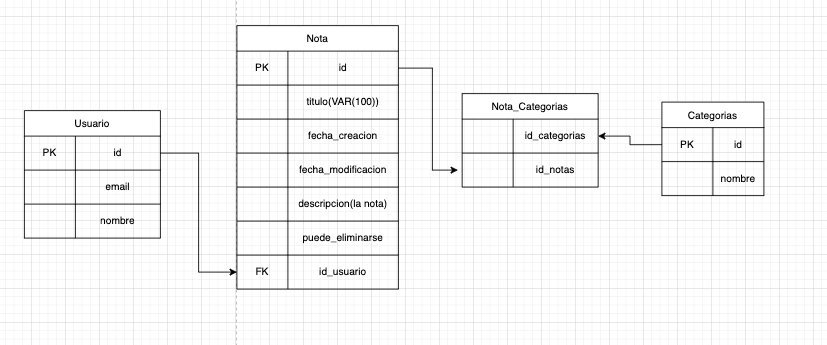 Usuario
PK id
email
nombre
Nota
PK id
titulo(VAR(100))
fecha_creacion
fecha_modificacion
descripcion(la nota)
puede_eliminarse
FK id_usuario
Nota_Categorias
id_categorias
id_notas
Categorias
PK id
nombre